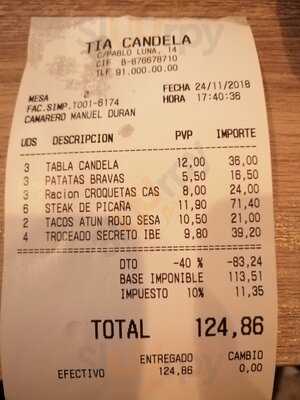 TIA CANDELA
C/PABLO LUNA, 14
CIF B-876678710
TLF 91.000.00.00
FECHA 24/11/2018
MESA 2 HORA 17:40:36
FAC.SIMP.T001-6174
CAMARERO MANUEL DURAN
UDS DESCRIPCION PVP IMPORTE
3 TABLA CANDELA 12,00 36,00
3 PATATAS BRAVAS 5,50 16,50
3 Racion CROQUETAS CAS 8,00 24,00
6 STEAK DE PICAÑA 11,90 71,40
2 TACOS ATUN ROJO SESA 10,50 21,00
4 TROCEADO SECRETO IBE 9,80 39,20
DTO -40 % -83,24
BASE IMPONIBLE 113,51
IMPUESTO 10% 11,35
TOTAL 124,86
ENTREGADO CAMBIO
EFECTIVO 124,86 0,00